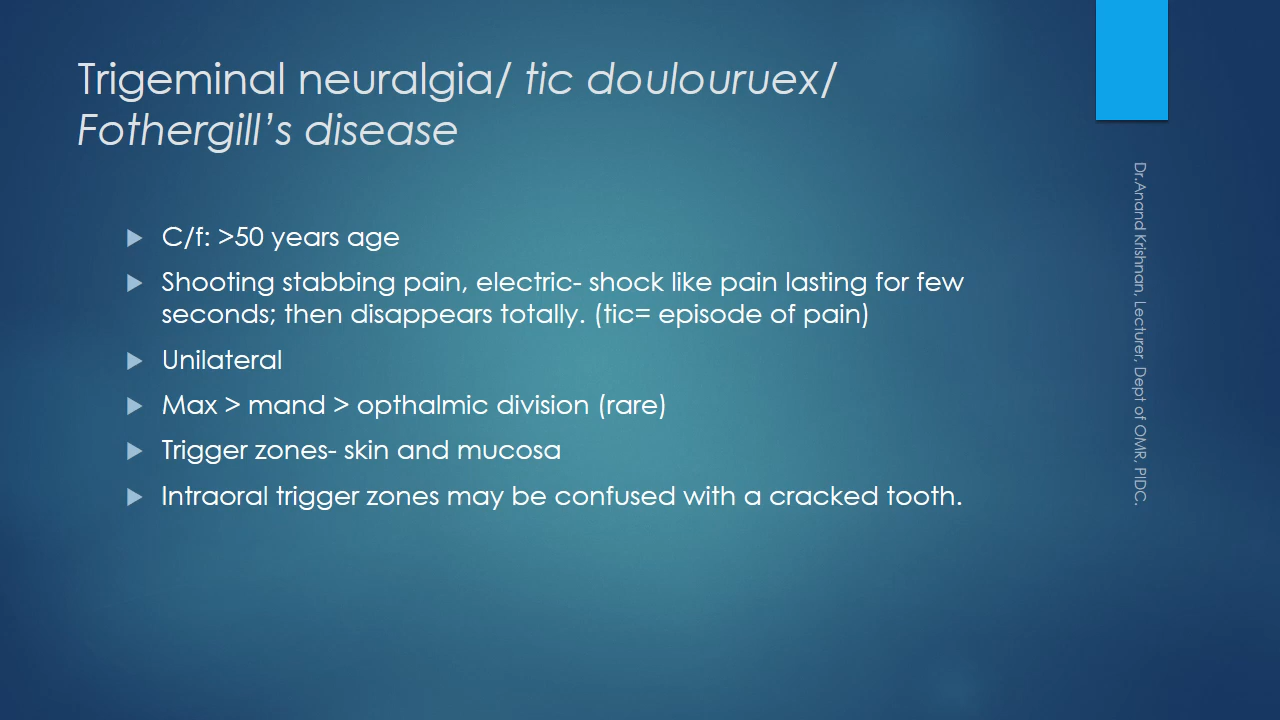 Trigeminal neuralgia/ tic doulouruex/
Fothergill’s disease
C/f: >50 years age
Shooting stabbing pain, electric- shock like pain lasting for few
seconds; then disappears totally. (tic= episode of pain)
Unilateral
Max > mand > opthalmic division (rare)
Trigger zones- skin and mucosa
Intraoral trigger zones may be confused with a cracked tooth.
Dr.Anand Krishnan, Lecturer, Dept of OMR, PIDC.